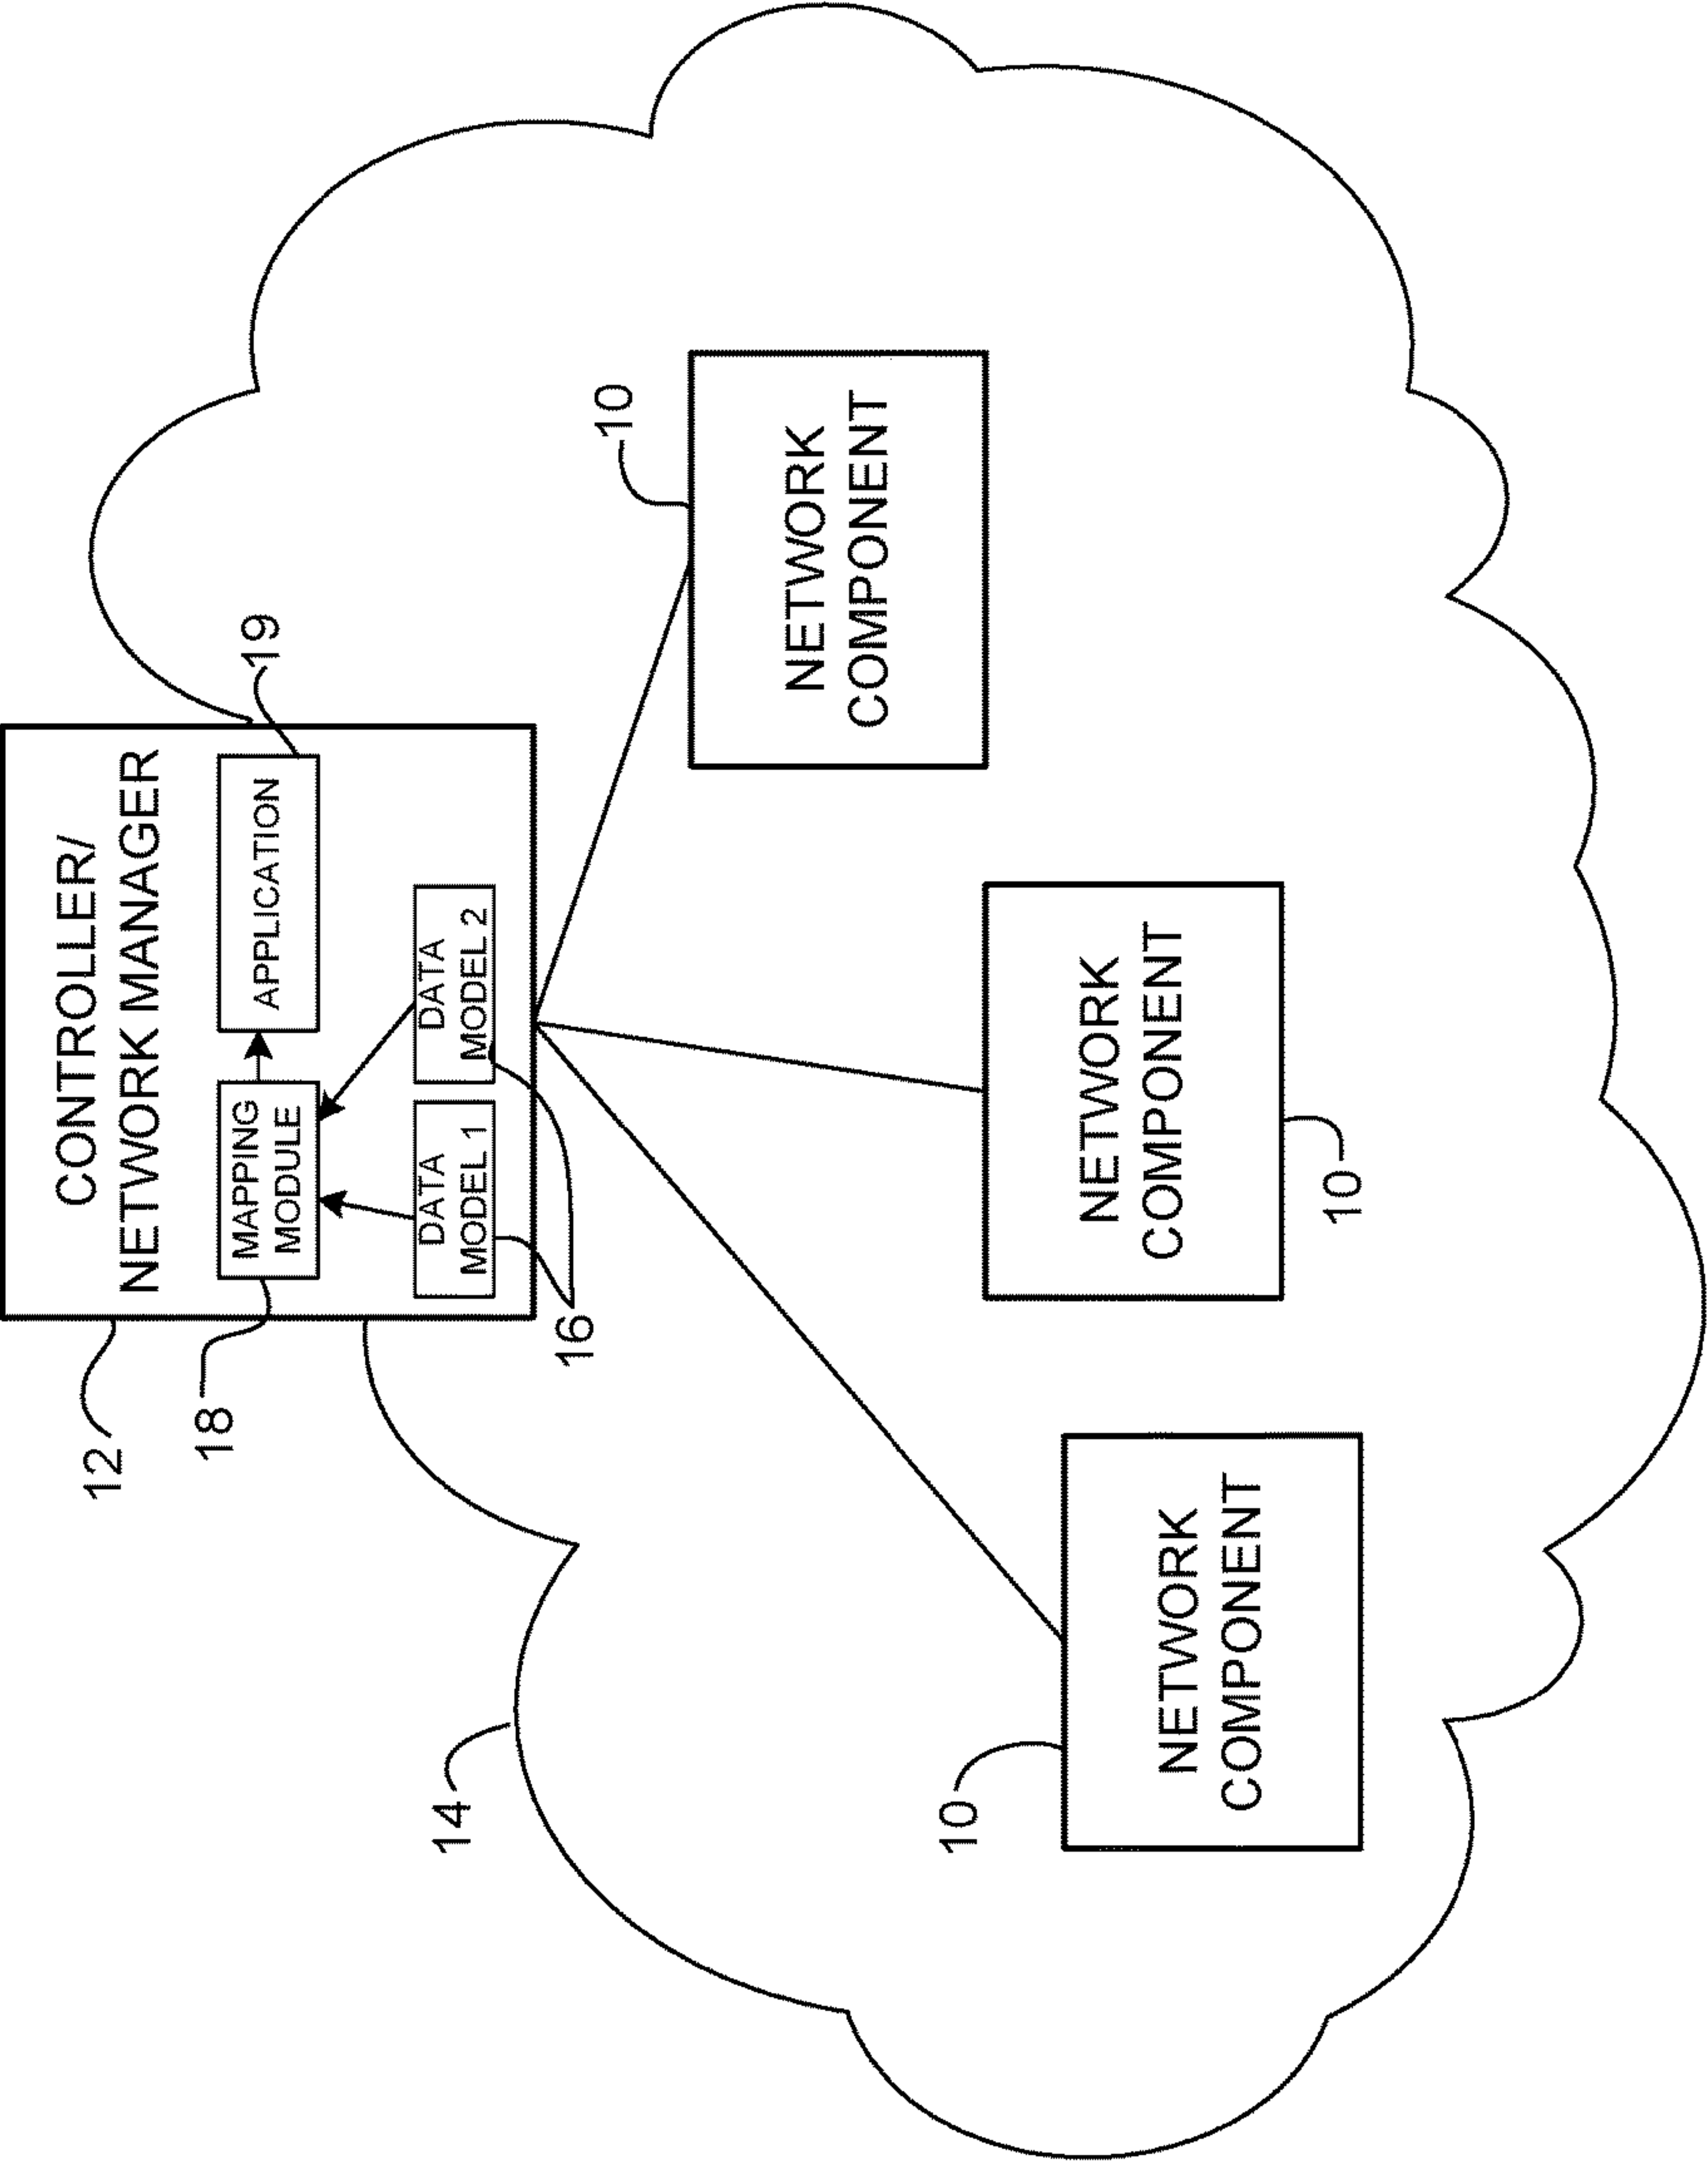 CONTROLLER/
NETWORK MANAGER
12
18
MAPPING
MODULE
APPLICATION
19
DATA
MODEL 1
DATA
MODEL 2
16
14
10
NETWORK
COMPONENT
NETWORK
COMPONENT
10
10
NETWORK
COMPONENT